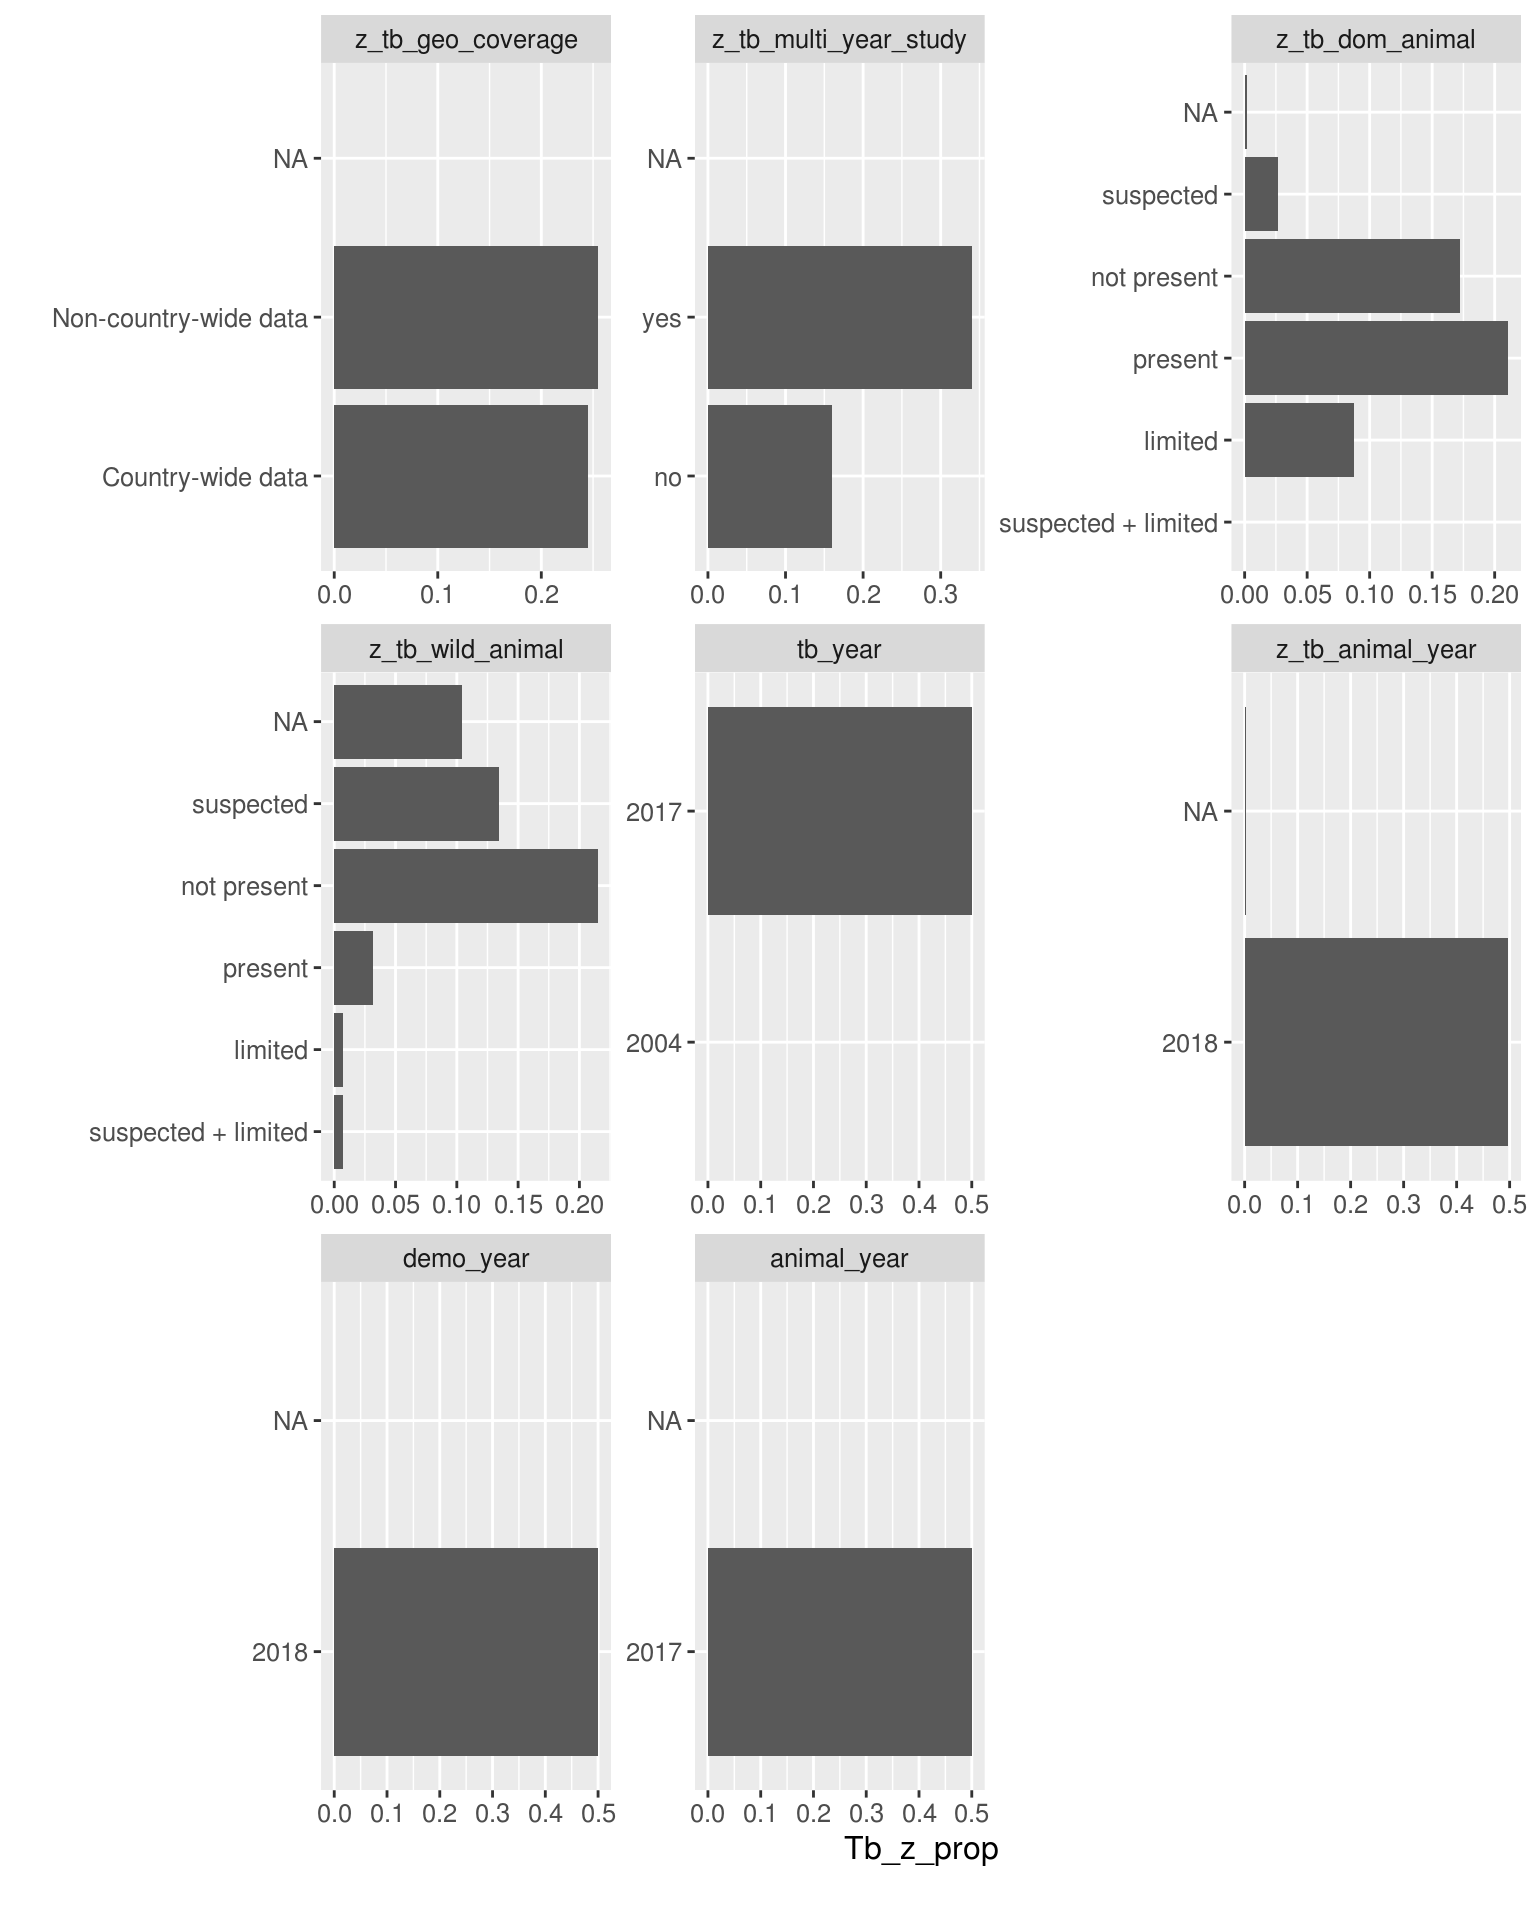 z_tb_geo_coverage
NA
Non-country-wide data
Country-wide data
0.0 0.1 0.2
z_tb_multi_year_study
NA
yes
no
0.0 0.1 0.2 0.3
z_tb_dom_animal
NA
suspected
not present
present
limited
suspected + limited
0.00 0.05 0.10 0.15 0.20
z_tb_wild_animal
NA
suspected
not present
present
limited
suspected + limited
0.00 0.05 0.10 0.15 0.20
tb_year
2017
2004
0.0 0.1 0.2 0.3 0.4 0.5
z_tb_animal_year
NA
2018
0.0 0.1 0.2 0.3 0.4 0.5
demo_year
NA
2018
0.0 0.1 0.2 0.3 0.4 0.5
animal_year
NA
2017
0.0 0.1 0.2 0.3 0.4 0.5
Tb_z_prop